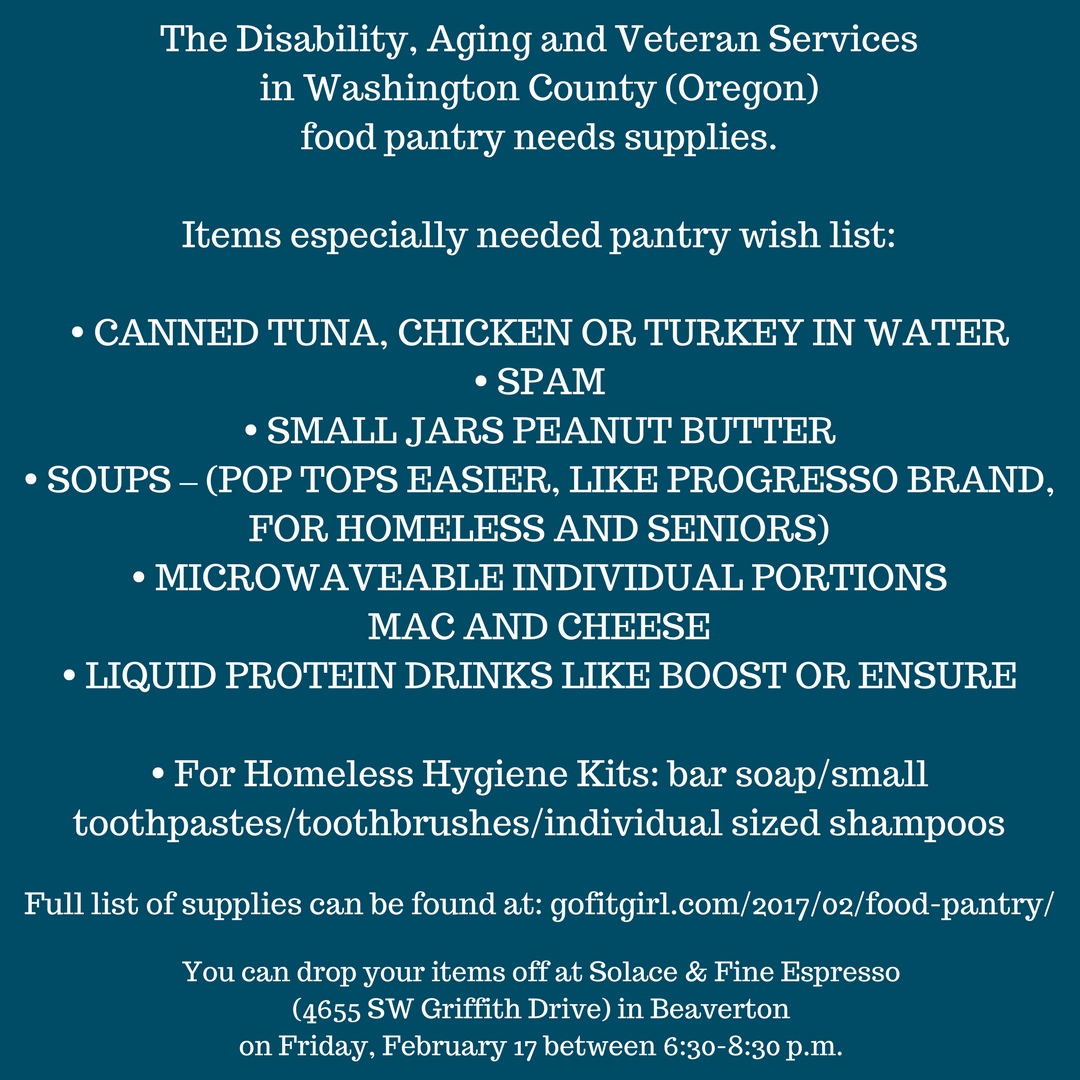 The Disability, Aging and Veteran Services
in Washington County (Oregon)
food pantry needs supplies.
Items especially needed pantry wish list:
• CANNED TUNA, CHICKEN OR TURKEY IN WATER
• SPAM
• SMALL JARS PEANUT BUTTER
• SOUPS – (POP TOPS EASIER, LIKE PROGRESSO BRAND,
FOR HOMELESS AND SENIORS)
• MICROWAVEABLE INDIVIDUAL PORTIONS
MAC AND CHEESE
• LIQUID PROTEIN DRINKS LIKE BOOST OR ENSURE
• For Homeless Hygiene Kits: bar soap/small
toothpastes/toothbrushes/individual sized shampoos
Full list of supplies can be found at: gofitgirl.com/2017/02/food-pantry/
You can drop your items off at Solace & Fine Espresso
(4655 SW Griffith Drive) in Beaverton
on Friday, February 17 between 6:30-8:30 p.m.